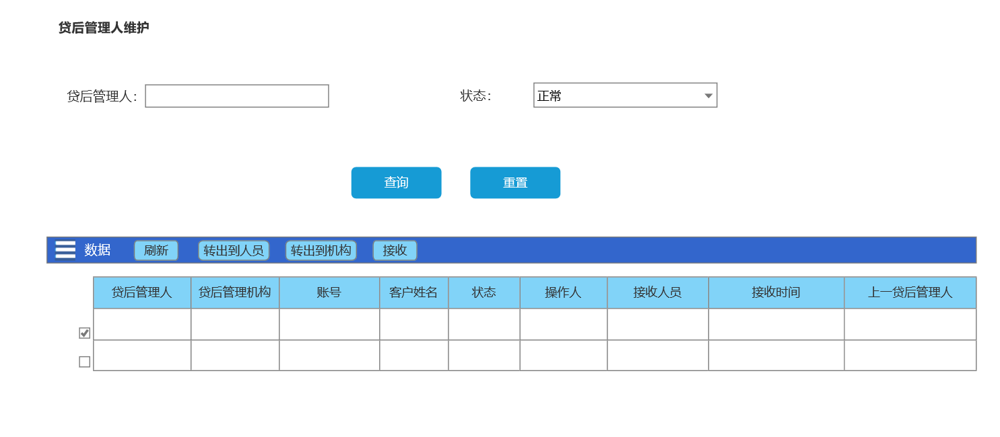 贷后管理人维护
贷后管理人： 状态： 正常
查询 重置
数据 刷新 转出到人员 转出到机构 接收
贷后管理人 贷后管理机构 账号 客户姓名 状态 操作人 接收人员 接收时间 上一贷后管理人